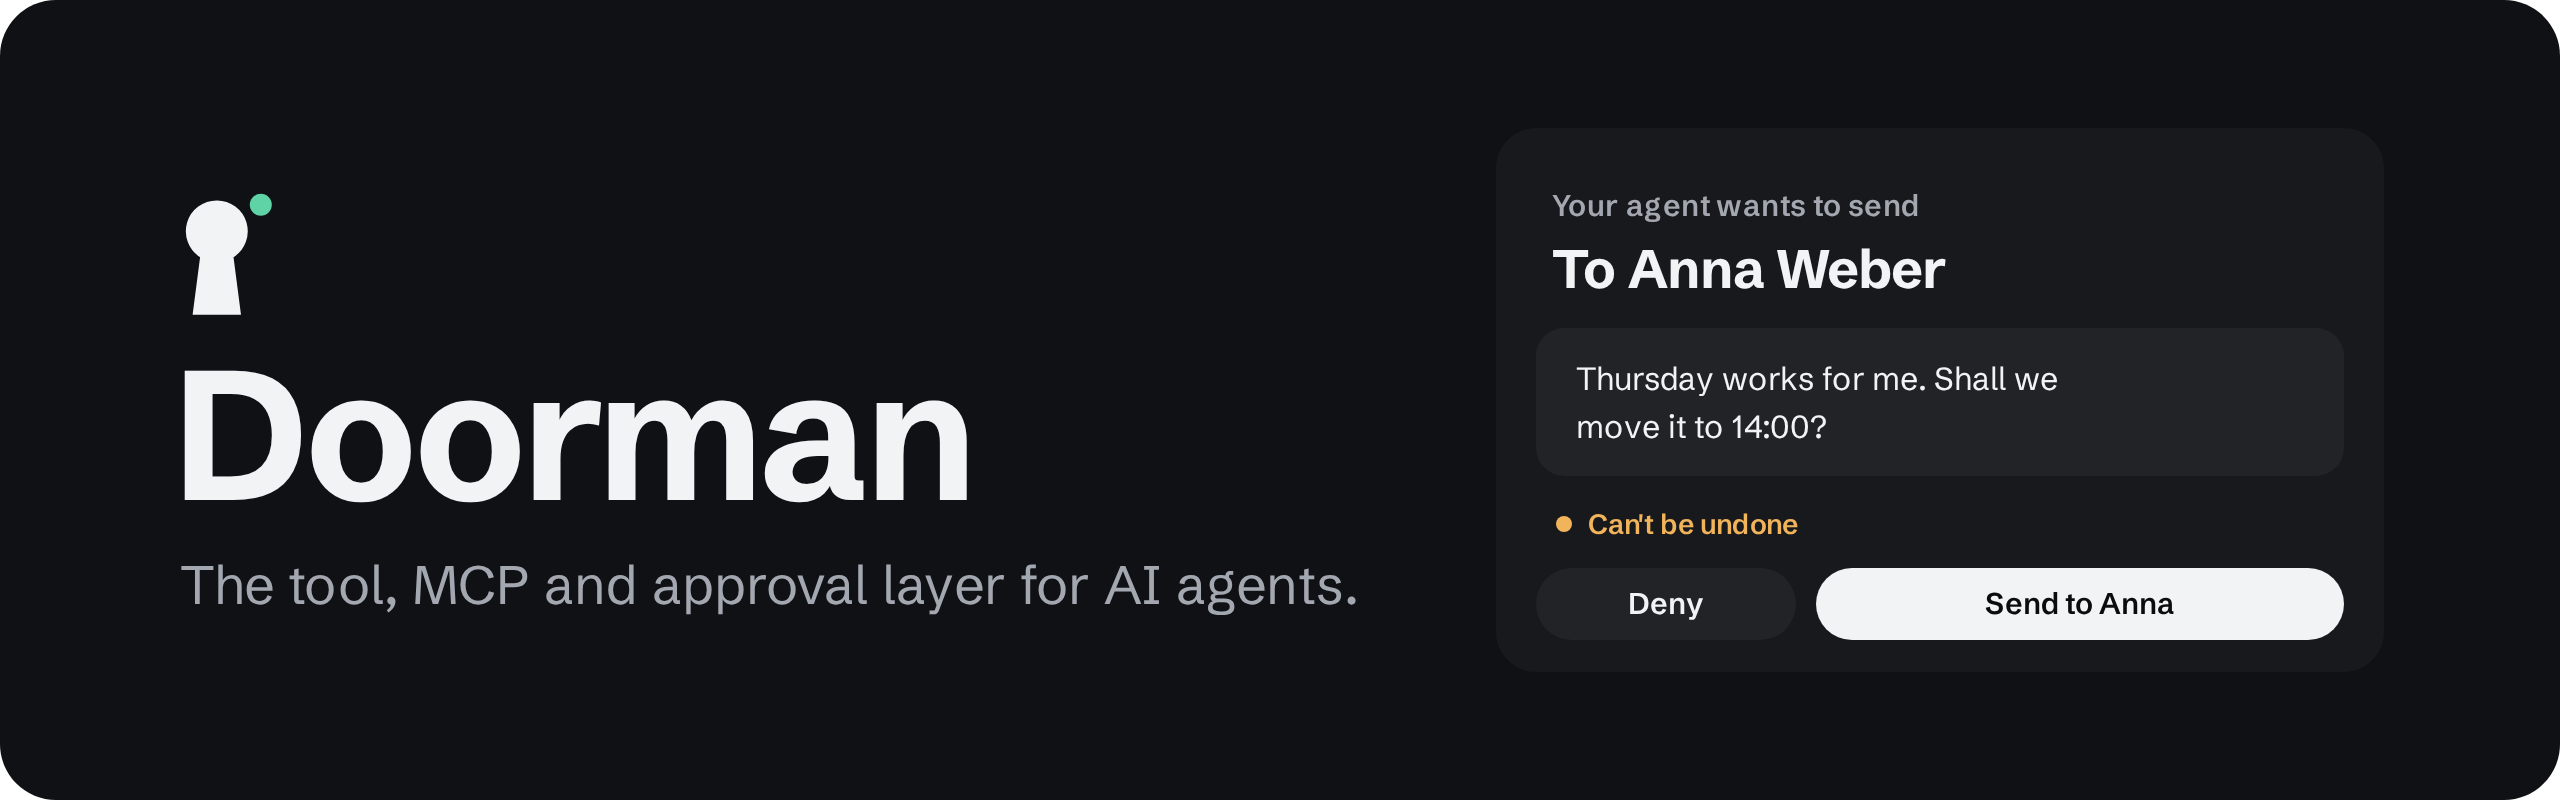 Doorman
The tool, MCP and approval layer for AI agents.
Your agent wants to send
To Anna Weber
Thursday works for me. Shall we
move it to 14:00?
Can't be undone
Deny
Send to Anna